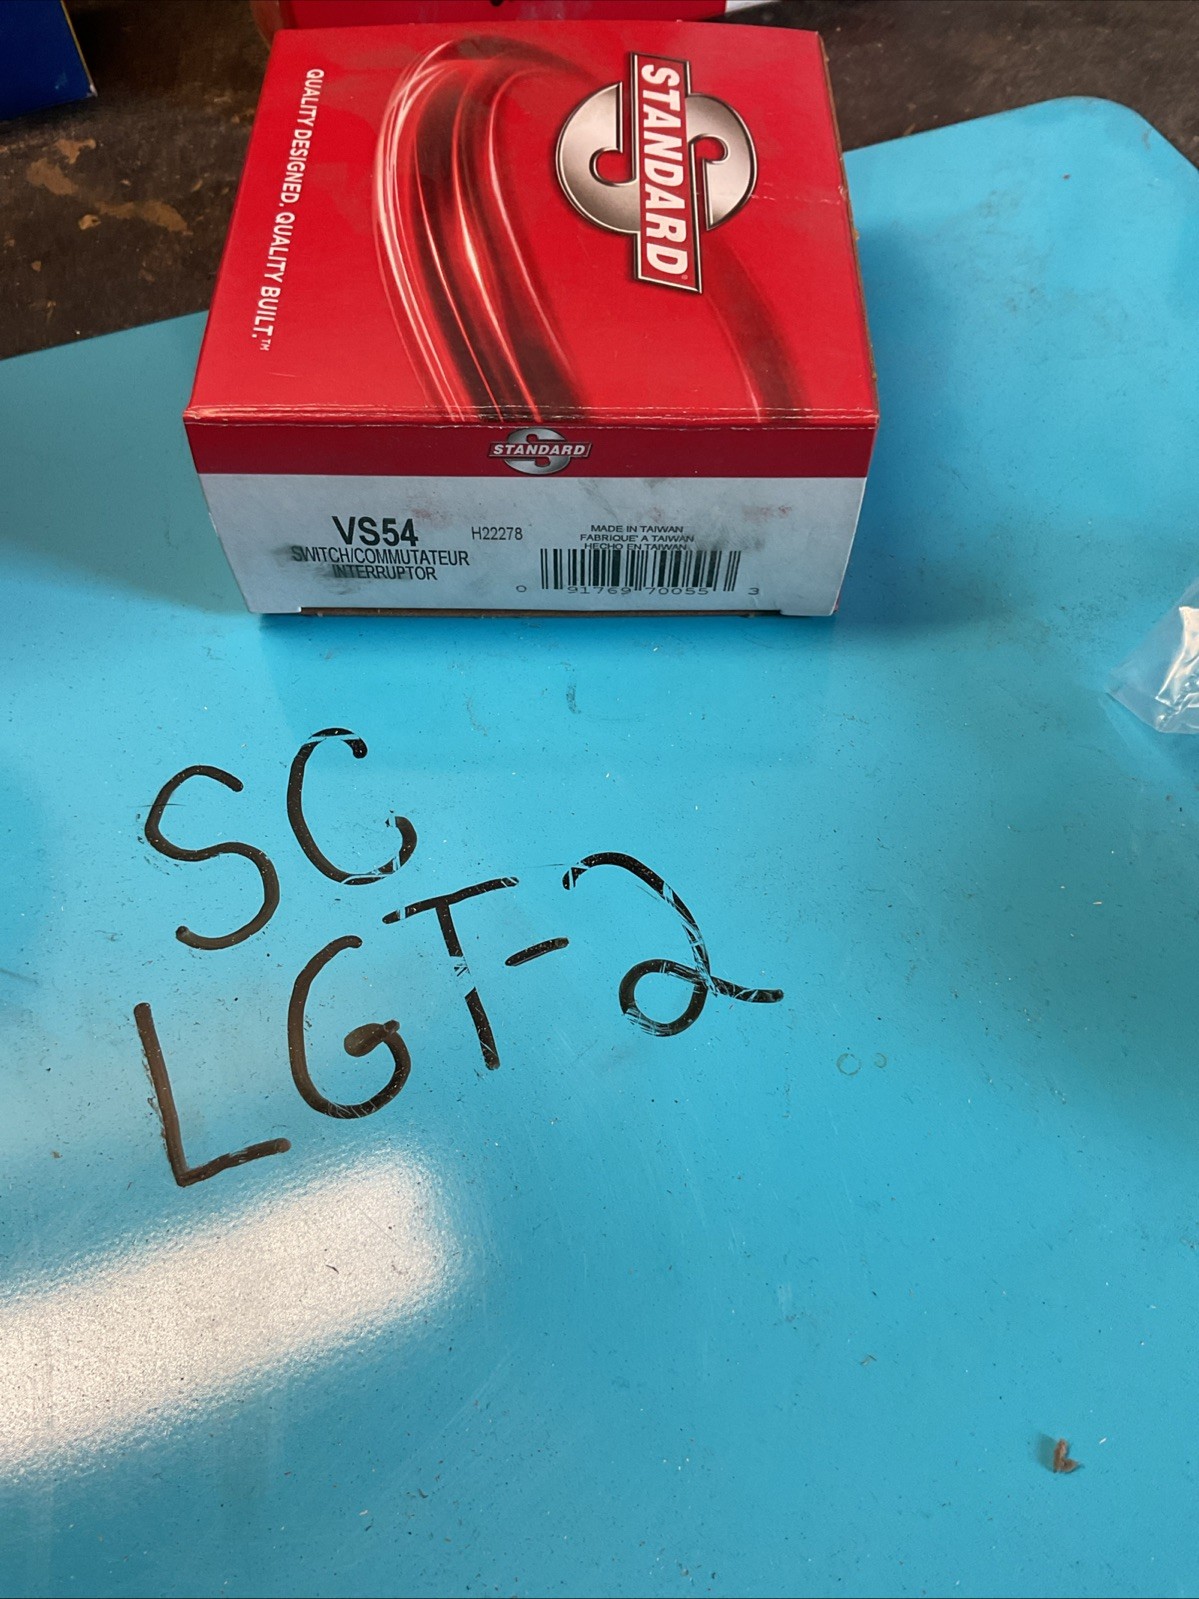 STANDARD®
QUALITY DESIGNED, QUALITY BUILT.™
STANDARD
VS54
H22278
SWITCH/COMMUTATEUR
INTERRUPTOR
MADE IN TAIWAN
FABRIQUE' A TAIWAN
HECHO EN TAIWAN
0 91769 70055 3
SC
LGT-2